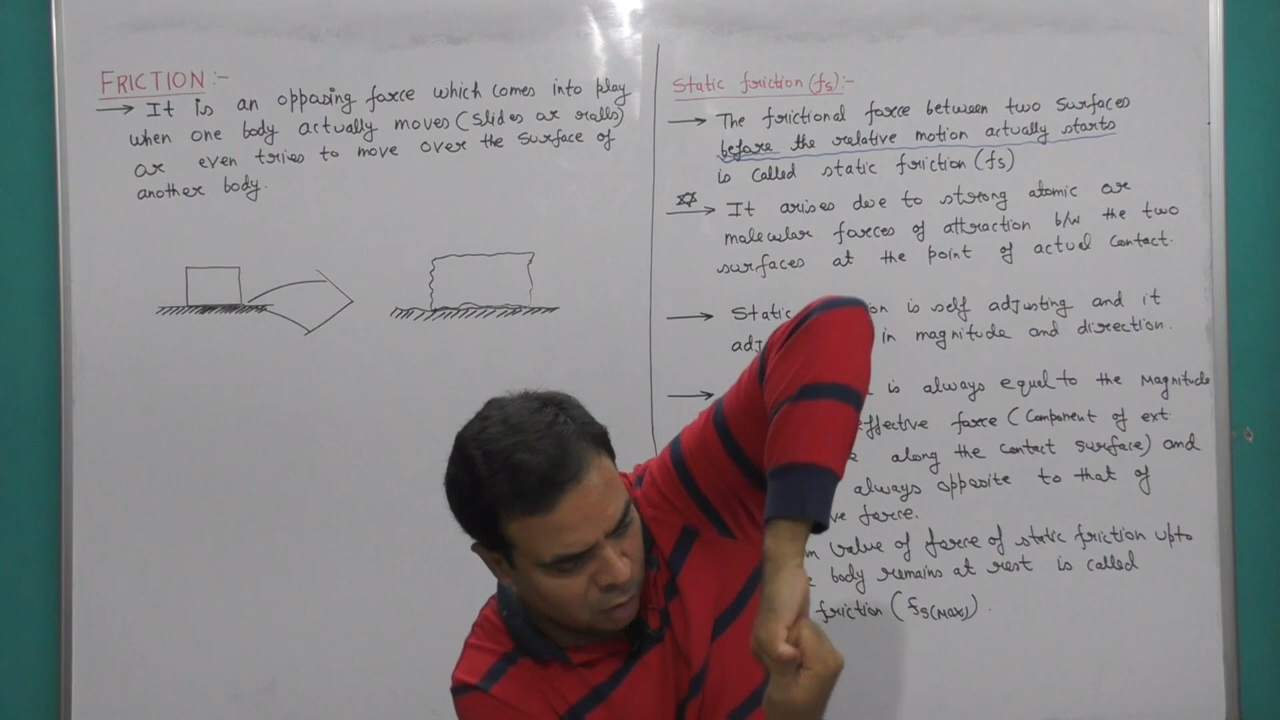 FRICTION :-
→ It is an opposing force which comes into play
when one body actually moves (slides or rolls)
or even tries to move over the surface of
another body.
Static friction (fs) :-
→ The frictional force between two surfaces
before the relative motion actually starts
is called static friction (fs)
→ It arises due to strong atomic or
molecular forces of attraction b/w the two
surfaces at the point of actual contact.
→ Static is self adjusting and it
in magnitude and direction.
→ is always equal to the Magnitude
effective force (Component of ext
along the contact surface) and
always opposite to that of
force.
value of force of static friction upto
body remains at rest is called
friction (fs(Max)).